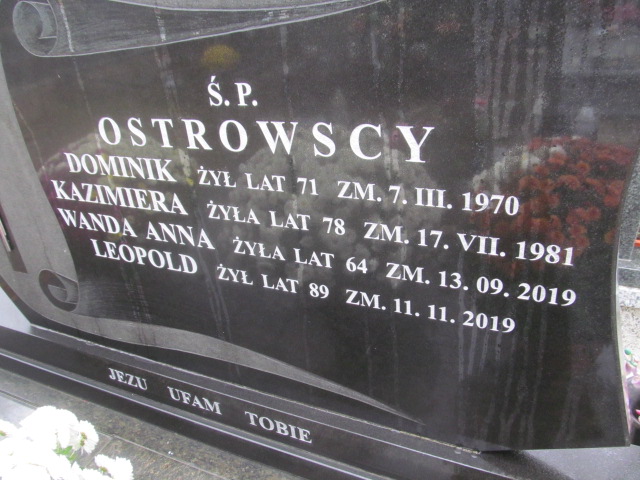 Ś. P.
OSTROWSCY
DOMINIK ŻYŁ LAT 71 ZM. 7. III. 1970
KAZIMIERA ŻYŁA LAT 78 ZM. 17. VII. 1981
WANDA ANNA ŻYŁA LAT 64 ZM. 13. 09. 2019
LEOPOLD ŻYŁ LAT 89 ZM. 11. 11. 2019
JEZU UFAM TOBIE